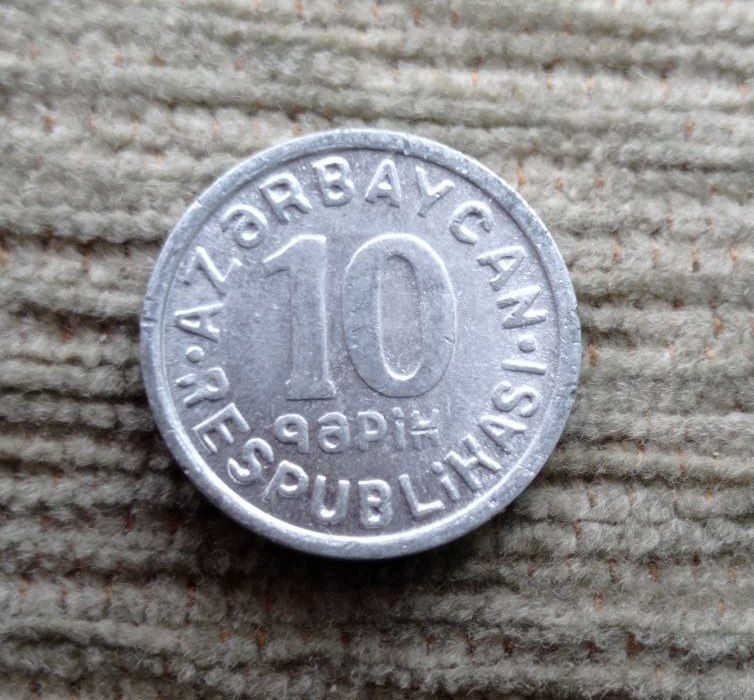 AZƏRBAYCAN
10
qəpik
RESPUBLİKASI